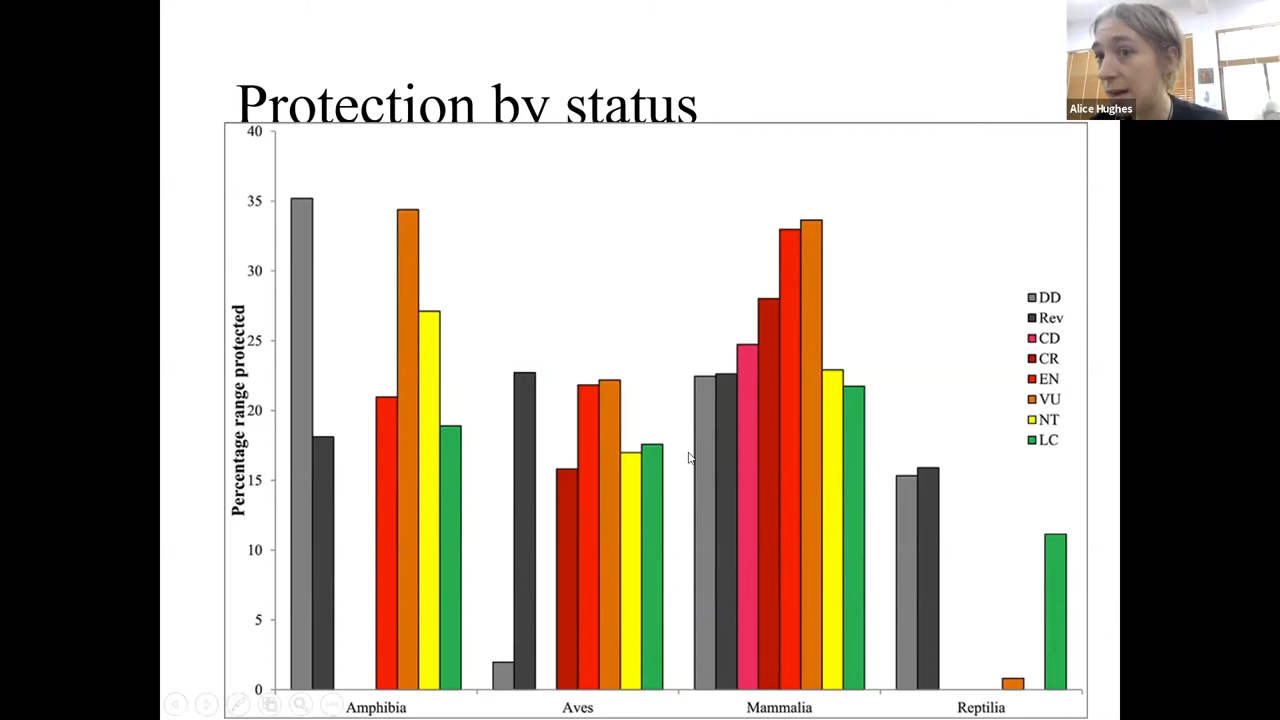 Protection by status
Alice Hughes
40
35
30
25
20
15
10
5
0
Percentage range protected
DD
Rev
CD
CR
EN
VU
NT
LC
Amphibia Aves Mammalia Reptilia